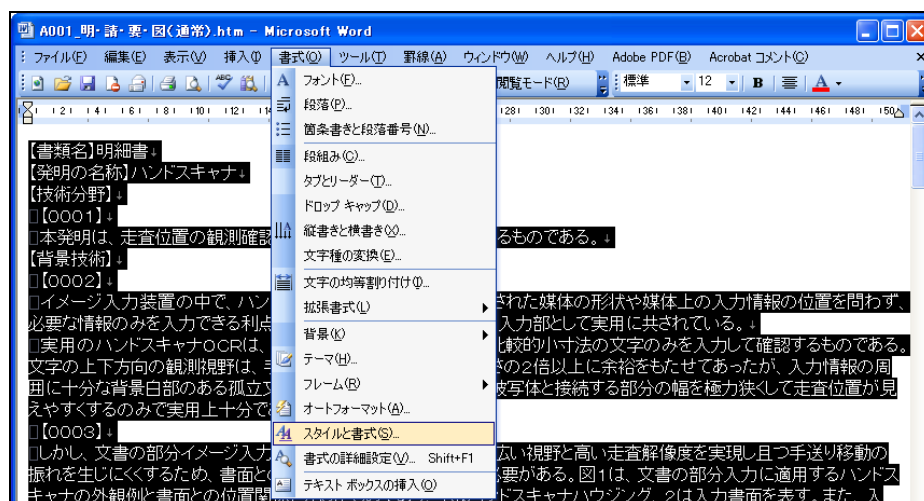 A001_明・請・要・図(通常).htm - Microsoft Word
ファイル(F) 編集(E) 表示(V) 挿入(I) 書式(O) ツール(T) 罫線(A) ウィンドウ(W) ヘルプ(H) Adobe PDF(B) Acrobat コメント(C)
閲覧モード(R) 標準 12 B A
フォント(F)...
段落(P)...
箇条書きと段落番号(N)...
段組み(C)...
タブとリーダー(T)...
ドロップ キャップ(D)...
縦書きと横書き(X)...
文字種の変換(E)...
文字の均等割り付け(I)...
拡張書式(L)
背景(K)
テーマ(H)...
フレーム(R)
オートフォーマット(A)...
スタイルと書式(S)...
書式の詳細設定(V)... Shift+F1
テキスト ボックスの挿入(O)
【書類名】明細書↓
【発明の名称】ハンドスキャナ↓
【技術分野】↓
【0001】↓
本発明は、走査位置の観測確認 るものである。↓
【背景技術】↓
【0002】↓
イメージ入力装置の中で、ハン された媒体の形状や媒体上の入力情報の位置を問わず、
必要な情報のみを入力できる利点 入力部として実用に共されている。↓
実用のハンドスキャナOCRは、 比較的小寸法の文字のみを入力して確認するものである。
文字の上下方向の観測視野は、 の2倍以上に余裕をもたせてあったが、入力情報の周
囲に十分な背景白部のある孤立文 被写体と接続する部分の幅を極力狭くして走査位置が見
えやすくするのみで実用上十分で
【0003】↓
しかし、文書の部分イメージ入力 広い視野と高い走査解像度を実現し且つ手送り移動の
振れを生じにくくするため、書面と 要がある。図1は、文書の部分入力に適用するハンドス
キャナの外観例と書面との位置関 ドスキャナハウジング、2は入力書面を表す。また、入